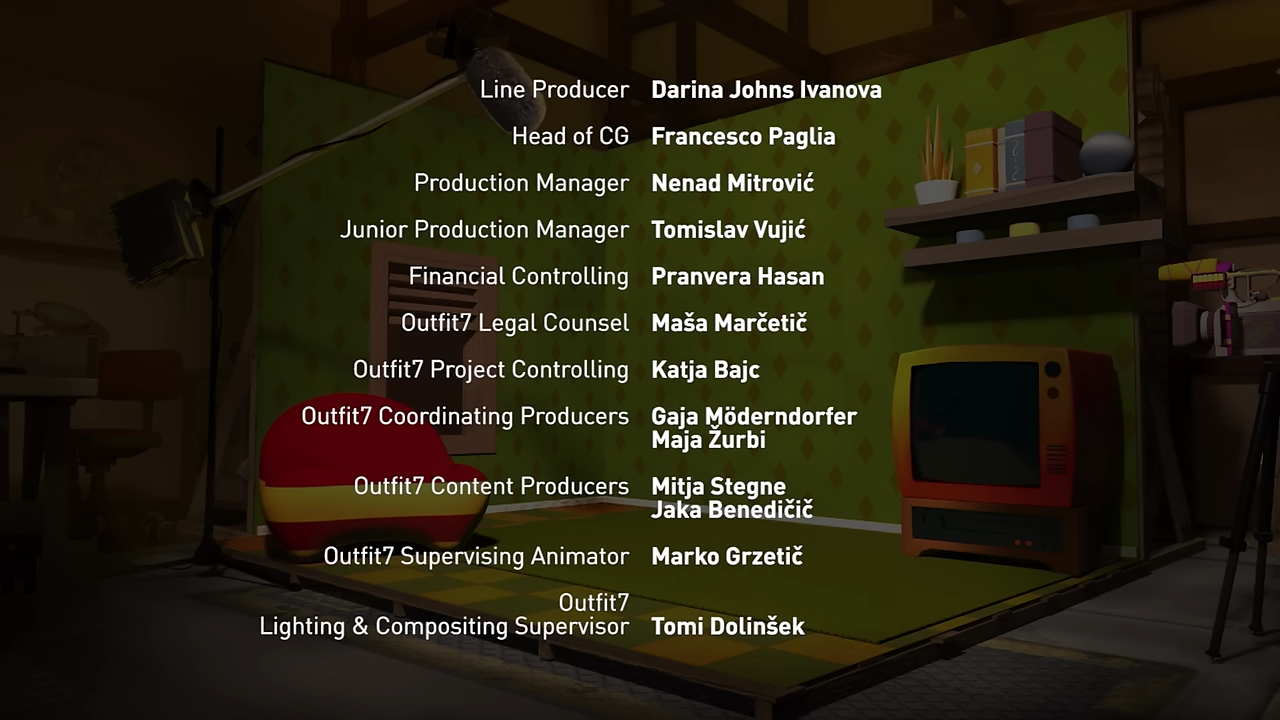 Line Producer Darina Johns Ivanova
Head of CG Francesco Paglia
Production Manager Nenad Mitrović
Junior Production Manager Tomislav Vujić
Financial Controlling Pranvera Hasan
Outfit7 Legal Counsel Maša Marčetič
Outfit7 Project Controlling Katja Bajc
Outfit7 Coordinating Producers Gaja Möderndorfer
Maja Žurbi
Outfit7 Content Producers Mitja Stegne
Jaka Benedičič
Outfit7 Supervising Animator Marko Grzetič
Outfit7
Lighting & Compositing Supervisor Tomi Dolinšek